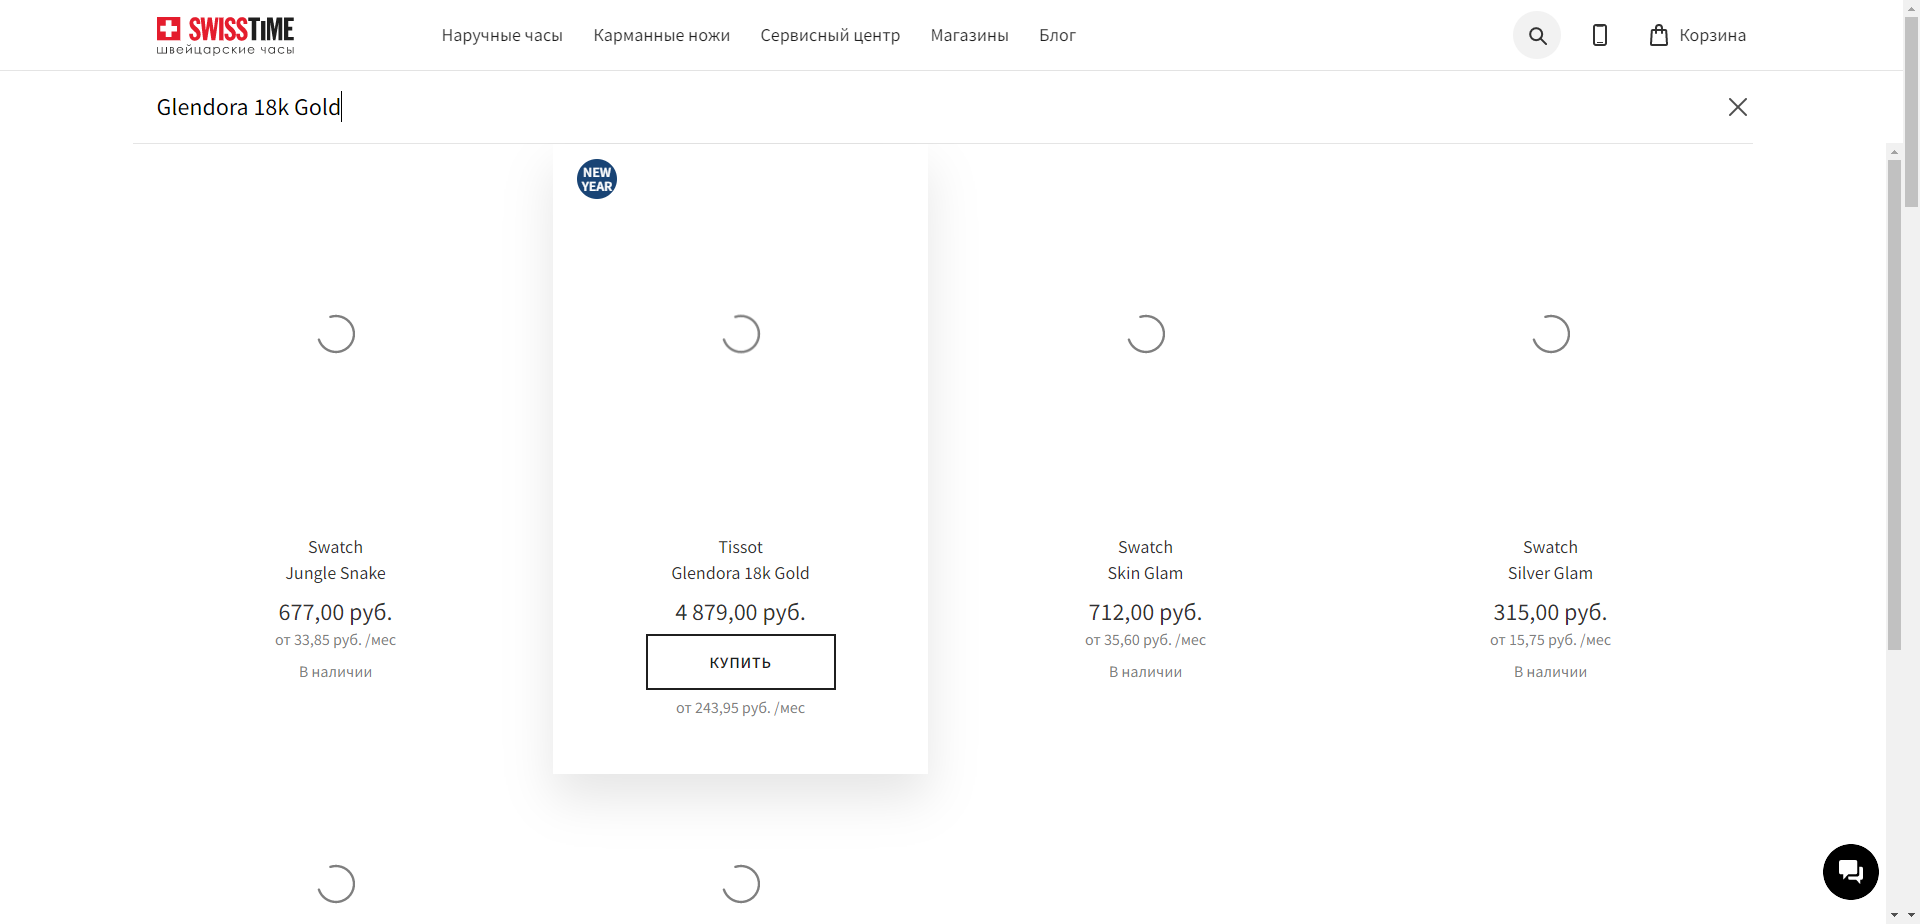 SWISSTIME
швейцарские часы
Наручные часы
Карманные ножи
Сервисный центр
Магазины
Блог
Корзина
Glendora 18k Gold
NEW
YEAR
Swatch
Jungle Snake
677,00 руб.
от 33,85 руб. /мес
В наличии
Tissot
Glendora 18k Gold
4 879,00 руб.
КУПИТЬ
от 243,95 руб. /мес
Swatch
Skin Glam
712,00 руб.
от 35,60 руб. /мес
В наличии
Swatch
Silver Glam
315,00 руб.
от 15,75 руб. /мес
В наличии